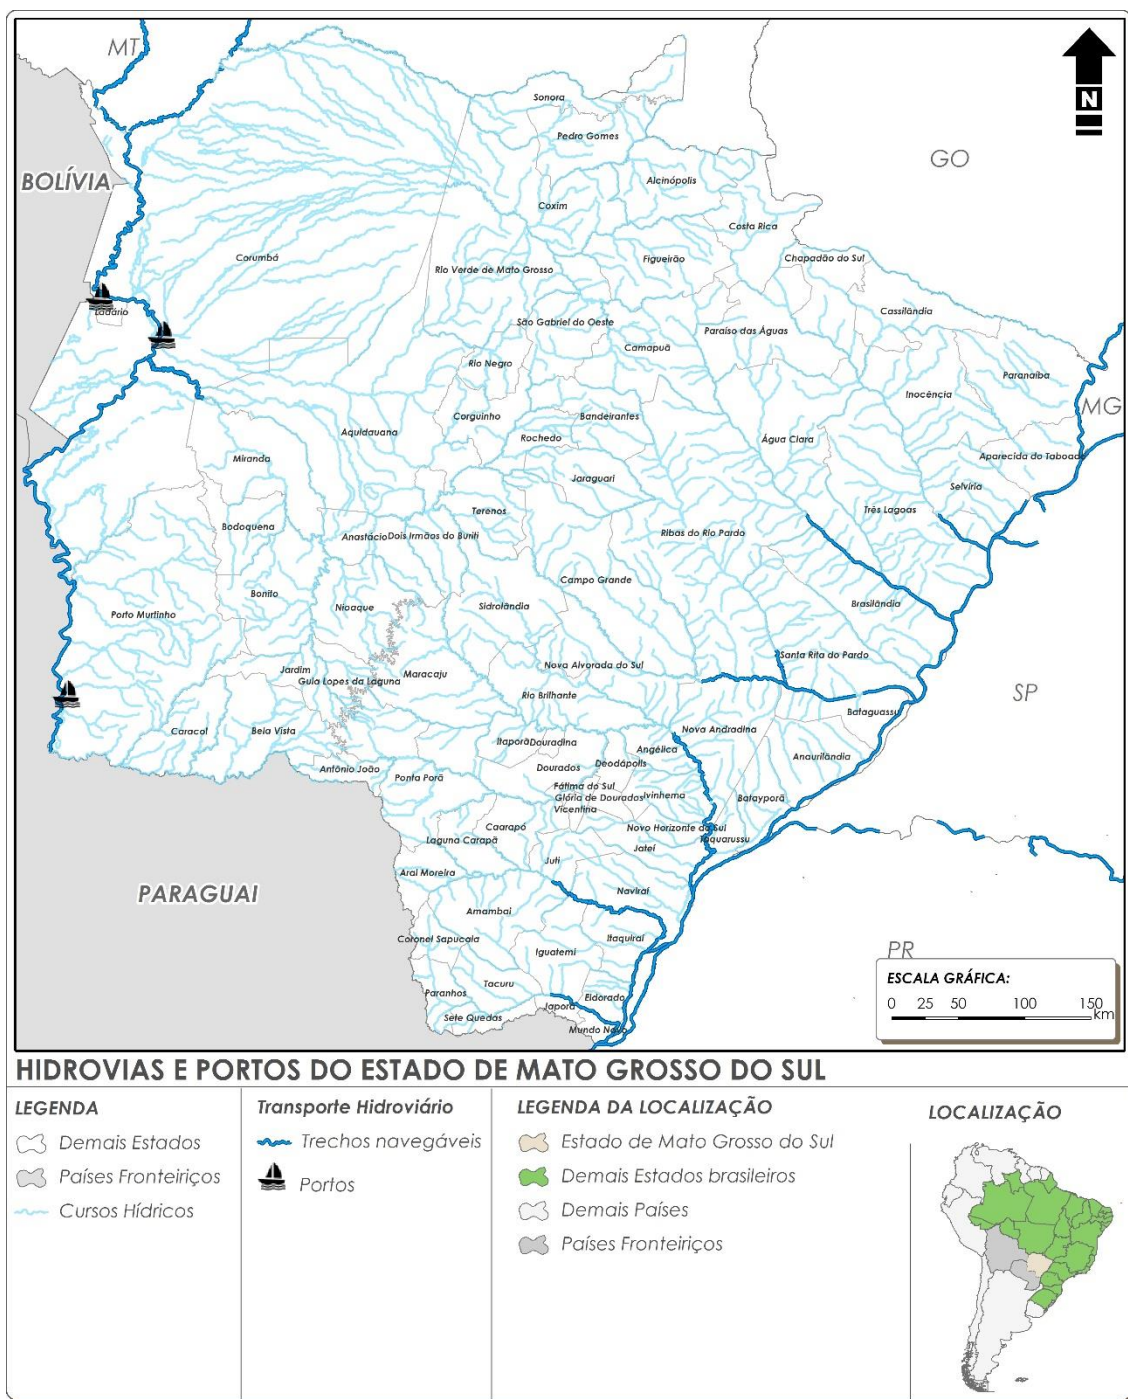 MT
GO
BOLÍVIA
N
Sonora
Pedro Gomes
Alcinópolis
Coxim
Costa Rica
Corumbá
Rio Verde de Mato Grosso
Figueirão
Chapadão do Sul
Ladário
São Gabriel do Oeste
Cassilândia
Paraíso das Águas
Camapuã
Rio Negro
Paranaíba
Inocência
MG
Corguinho
Bandeirantes
Aquidauana
Rochedo
Água Clara
Miranda
Aparecida do Taboado
Jaraguari
Selvíria
Terenos
Três Lagoas
Bodoquena
Anastácio
Dois Irmãos do Buriti
Ribas do Rio Pardo
Campo Grande
Bonito
Nioaque
Sidrolândia
Brasilândia
Porto Murtinho
Santa Rita do Pardo
Jardim
Nova Alvorada do Sul
Guia Lopes da Laguna
Maracaju
SP
Rio Brilhante
Bataguassu
Caracol
Bela Vista
Nova Andradina
Itaporã
Douradina
Angélica
Anaurilândia
Antônio João
Ponta Porã
Dourados
Deodápolis
Fátima do Sul
Glória de Dourados
Ivinhema
Batayporã
Vicentina
Caarapó
Novo Horizonte do Sul
Taquarussu
Laguna Carapã
Jateí
Juti
Aral Moreira
Naviraí
PARAGUAI
Amambai
Coronel Sapucaia
Iguatemi
Itaquiraí
PR
Tacuru
Paranhos
Eldorado
Japorã
Sete Quedas
Mundo Novo
ESCALA GRÁFICA:
0 25 50 100 150
km
HIDROVIAS E PORTOS DO ESTADO DE MATO GROSSO DO SUL
LEGENDA
Demais Estados
Países Fronteiriços
Cursos Hídricos
Transporte Hidroviário
Trechos navegáveis
Portos
LEGENDA DA LOCALIZAÇÃO
Estado de Mato Grosso do Sul
Demais Estados brasileiros
Demais Países
Países Fronteiriços
LOCALIZAÇÃO